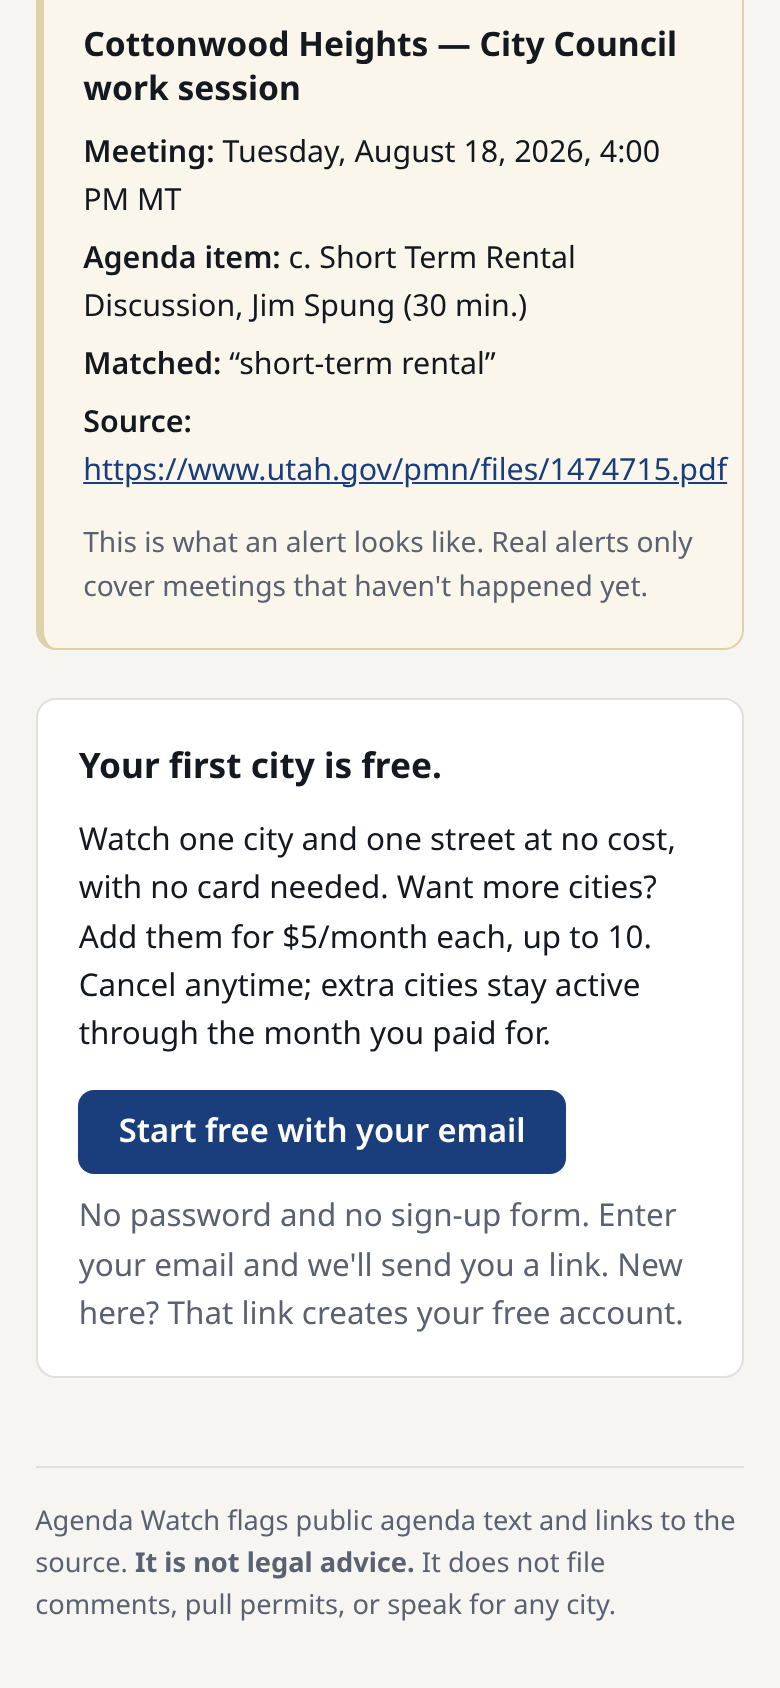 Cottonwood Heights — City Council
work session
Meeting: Tuesday, August 18, 2026, 4:00
PM MT
Agenda item: c. Short Term Rental
Discussion, Jim Spung (30 min.)
Matched: “short-term rental”
Source:
https://www.utah.gov/pmn/files/1474715.pdf
This is what an alert looks like. Real alerts only
cover meetings that haven't happened yet.
Your first city is free.
Watch one city and one street at no cost,
with no card needed. Want more cities?
Add them for $5/month each, up to 10.
Cancel anytime; extra cities stay active
through the month you paid for.
Start free with your email
No password and no sign-up form. Enter
your email and we'll send you a link. New
here? That link creates your free account.
Agenda Watch flags public agenda text and links to the
source. It is not legal advice. It does not file
comments, pull permits, or speak for any city.